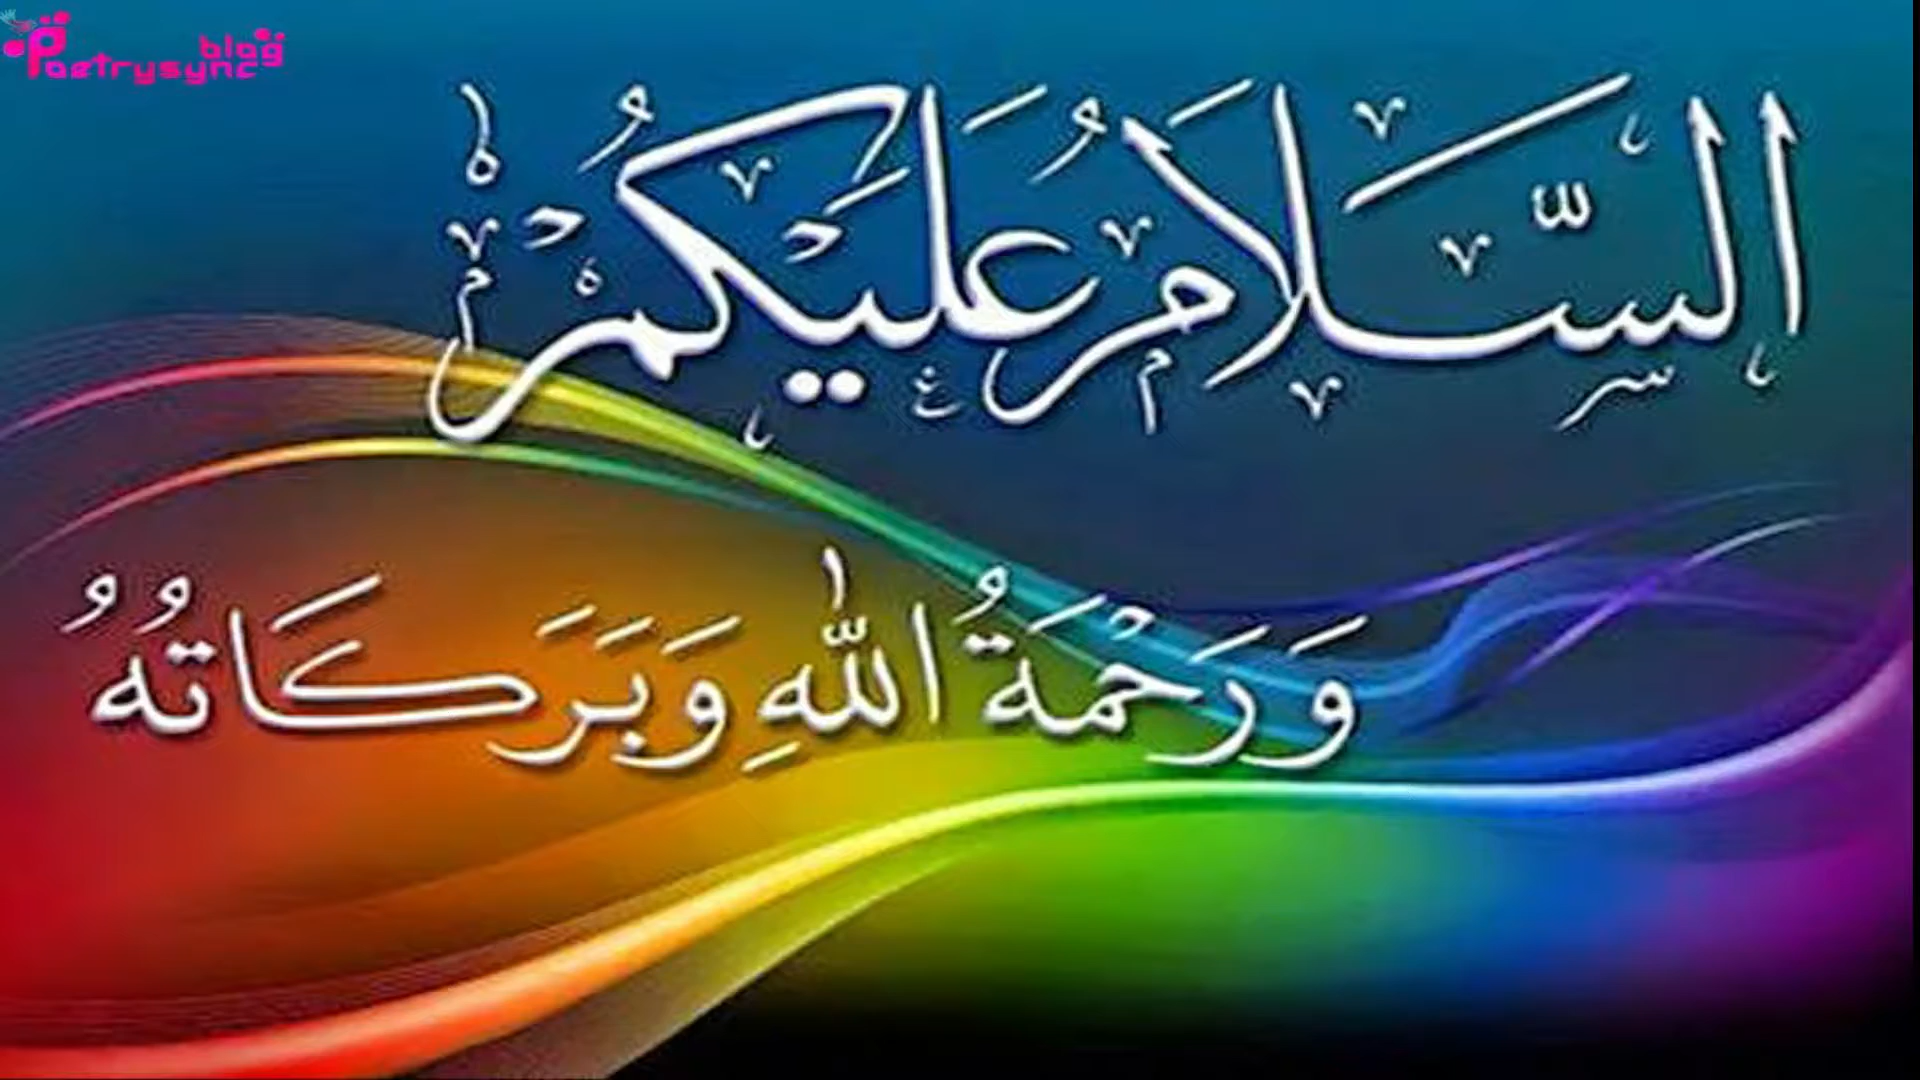 Poetrysync blog
السَّلَامُ عَلَيْكُمْ
وَرَحْمَةُ اللّٰهِ وَبَرَكَاتُهُ